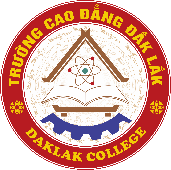 TRƯỜNG CAO ĐẲNG ĐẮK LẮK
DAKLAK COLLEGE